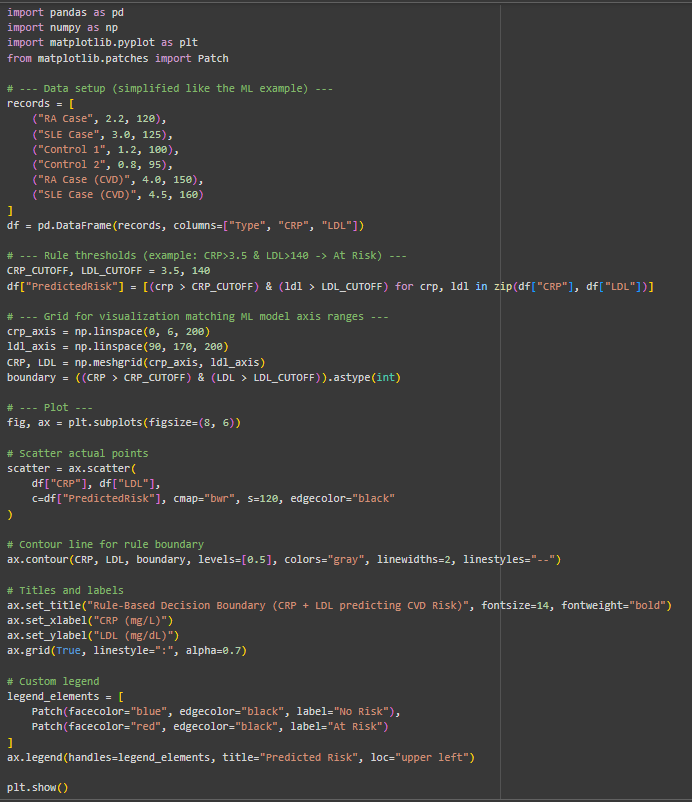 import pandas as pd
import numpy as np
import matplotlib.pyplot as plt
from matplotlib.patches import Patch

# --- Data setup (simplified like the ML example) ---
records = [
    ("RA Case", 2.2, 120),
    ("SLE Case", 3.0, 125),
    ("Control 1", 1.2, 100),
    ("Control 2", 0.8, 95),
    ("RA Case (CVD)", 4.0, 150),
    ("SLE Case (CVD)", 4.5, 160)
]
df = pd.DataFrame(records, columns=["Type", "CRP", "LDL"])

# --- Rule thresholds (example: CRP>3.5 & LDL>140 -> At Risk) ---
CRP_CUTOFF, LDL_CUTOFF = 3.5, 140
df["PredictedRisk"] = [(crp > CRP_CUTOFF) & (ldl > LDL_CUTOFF) for crp, ldl in zip(df["CRP"], df["LDL"])]

# --- Grid for visualization matching ML model axis ranges ---
crp_axis = np.linspace(0, 6, 200)
ldl_axis = np.linspace(90, 170, 200)
CRP, LDL = np.meshgrid(crp_axis, ldl_axis)
boundary = ((CRP > CRP_CUTOFF) & (LDL > LDL_CUTOFF)).astype(int)

# --- Plot ---
fig, ax = plt.subplots(figsize=(8, 6))

# Scatter actual points
scatter = ax.scatter(
    df["CRP"], df["LDL"],
    c=df["PredictedRisk"], cmap="bwr", s=120, edgecolor="black"
)

# Contour line for rule boundary
ax.contour(CRP, LDL, boundary, levels=[0.5], colors="gray", linewidths=2, linestyles="--")

# Titles and labels
ax.set_title("Rule-Based Decision Boundary (CRP + LDL predicting CVD Risk)", fontsize=14, fontweight="bold")
ax.set_xlabel("CRP (mg/L)")
ax.set_ylabel("LDL (mg/dL)")
ax.grid(True, linestyle=":", alpha=0.7)

# Custom legend
legend_elements = [
    Patch(facecolor="blue", edgecolor="black", label="No Risk"),
    Patch(facecolor="red", edgecolor="black", label="At Risk")
]
ax.legend(handles=legend_elements, title="Predicted Risk", loc="upper left")

plt.show()